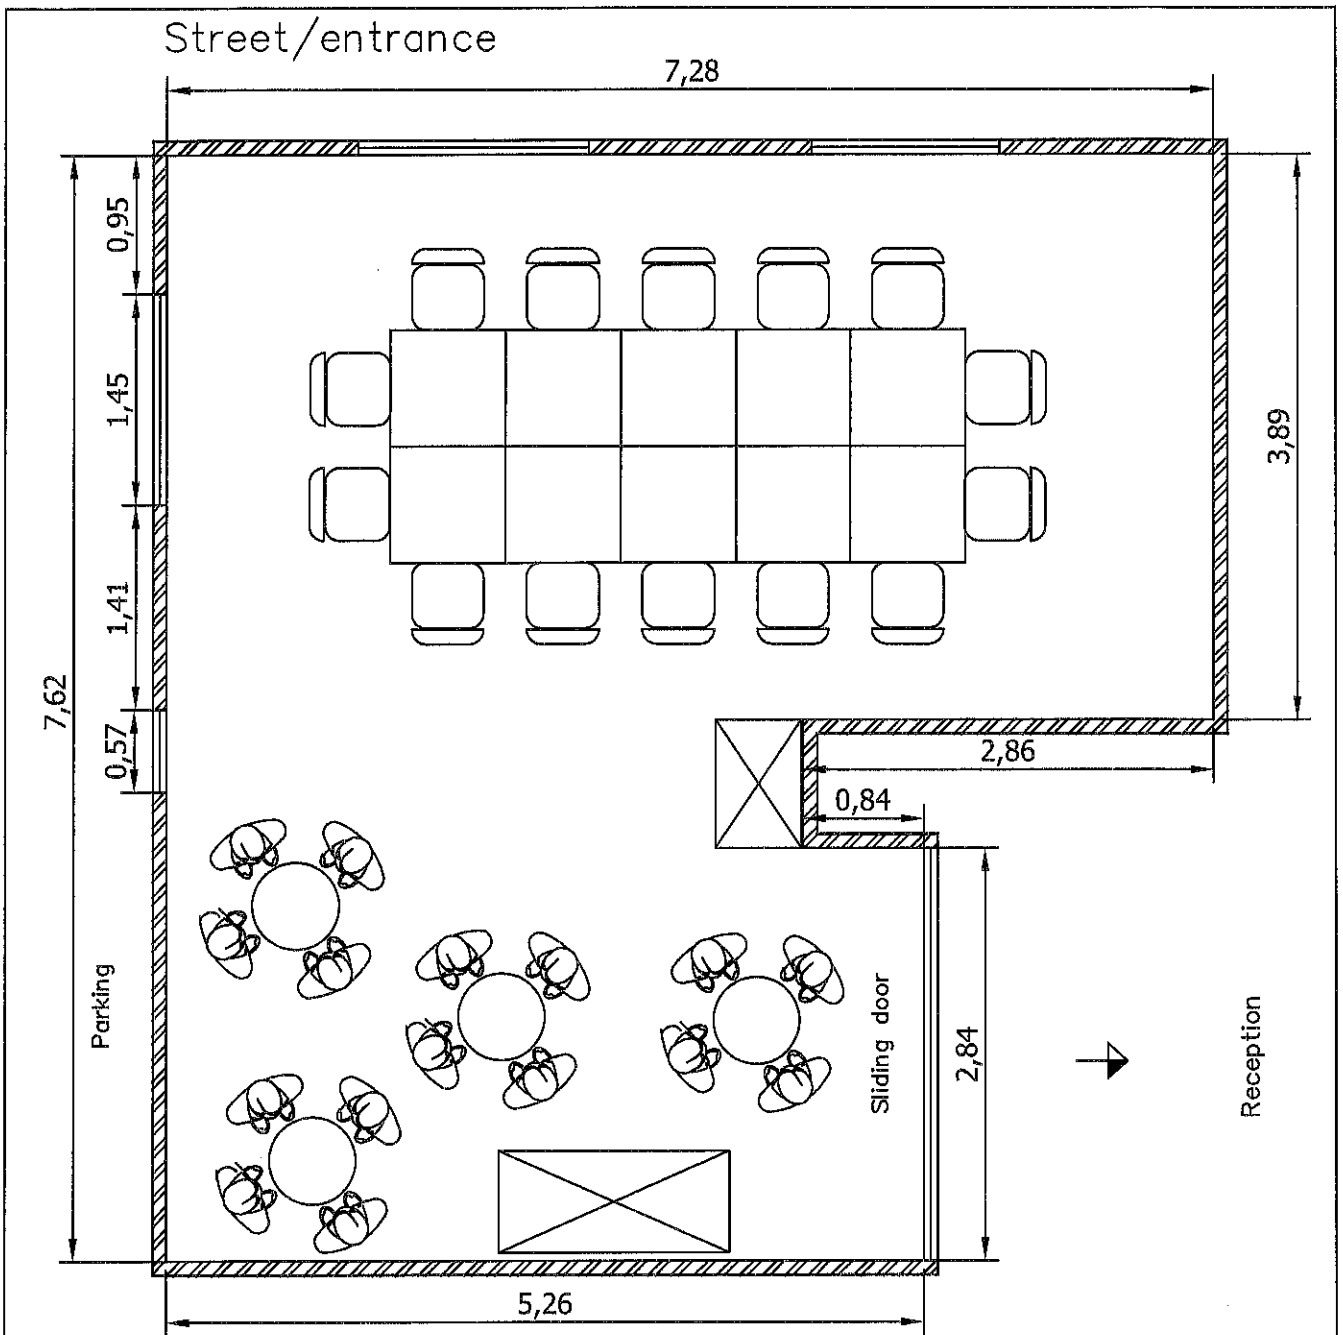 Street/entrance
7,28
0,95
1,45
3,89
1,41
7,62
0,57
2,86
0,84
Parking
Sliding door
2,84
Reception
5,26